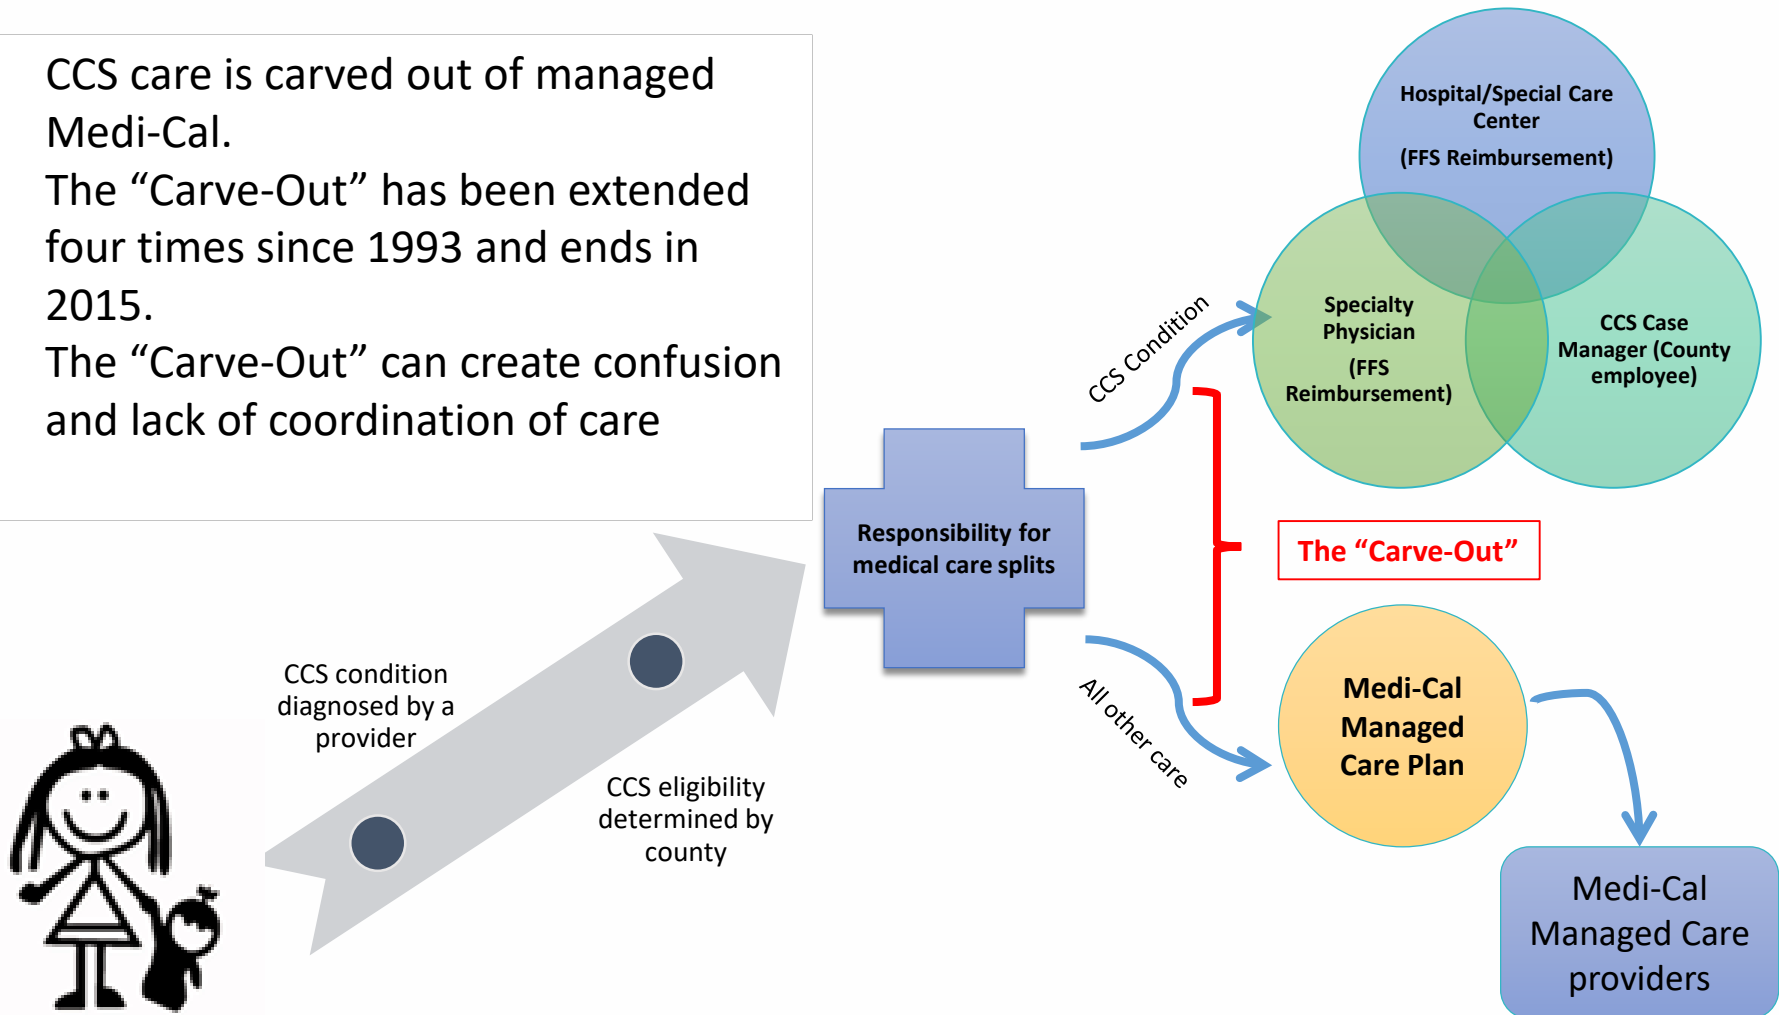 CCS care is carved out of managed
Medi-Cal.
The “Carve-Out” has been extended
four times since 1993 and ends in
2015.
The “Carve-Out” can create confusion
and lack of coordination of care
Hospital/Special Care
Center
(FFS Reimbursement)
Specialty
Physician
(FFS
Reimbursement)
CCS Case
Manager (County
employee)
CCS Condition
Responsibility for
medical care splits
The “Carve-Out”
CCS condition
diagnosed by a
provider
CCS eligibility
determined by
county
All other care
Medi-Cal
Managed
Care Plan
Medi-Cal
Managed Care
providers